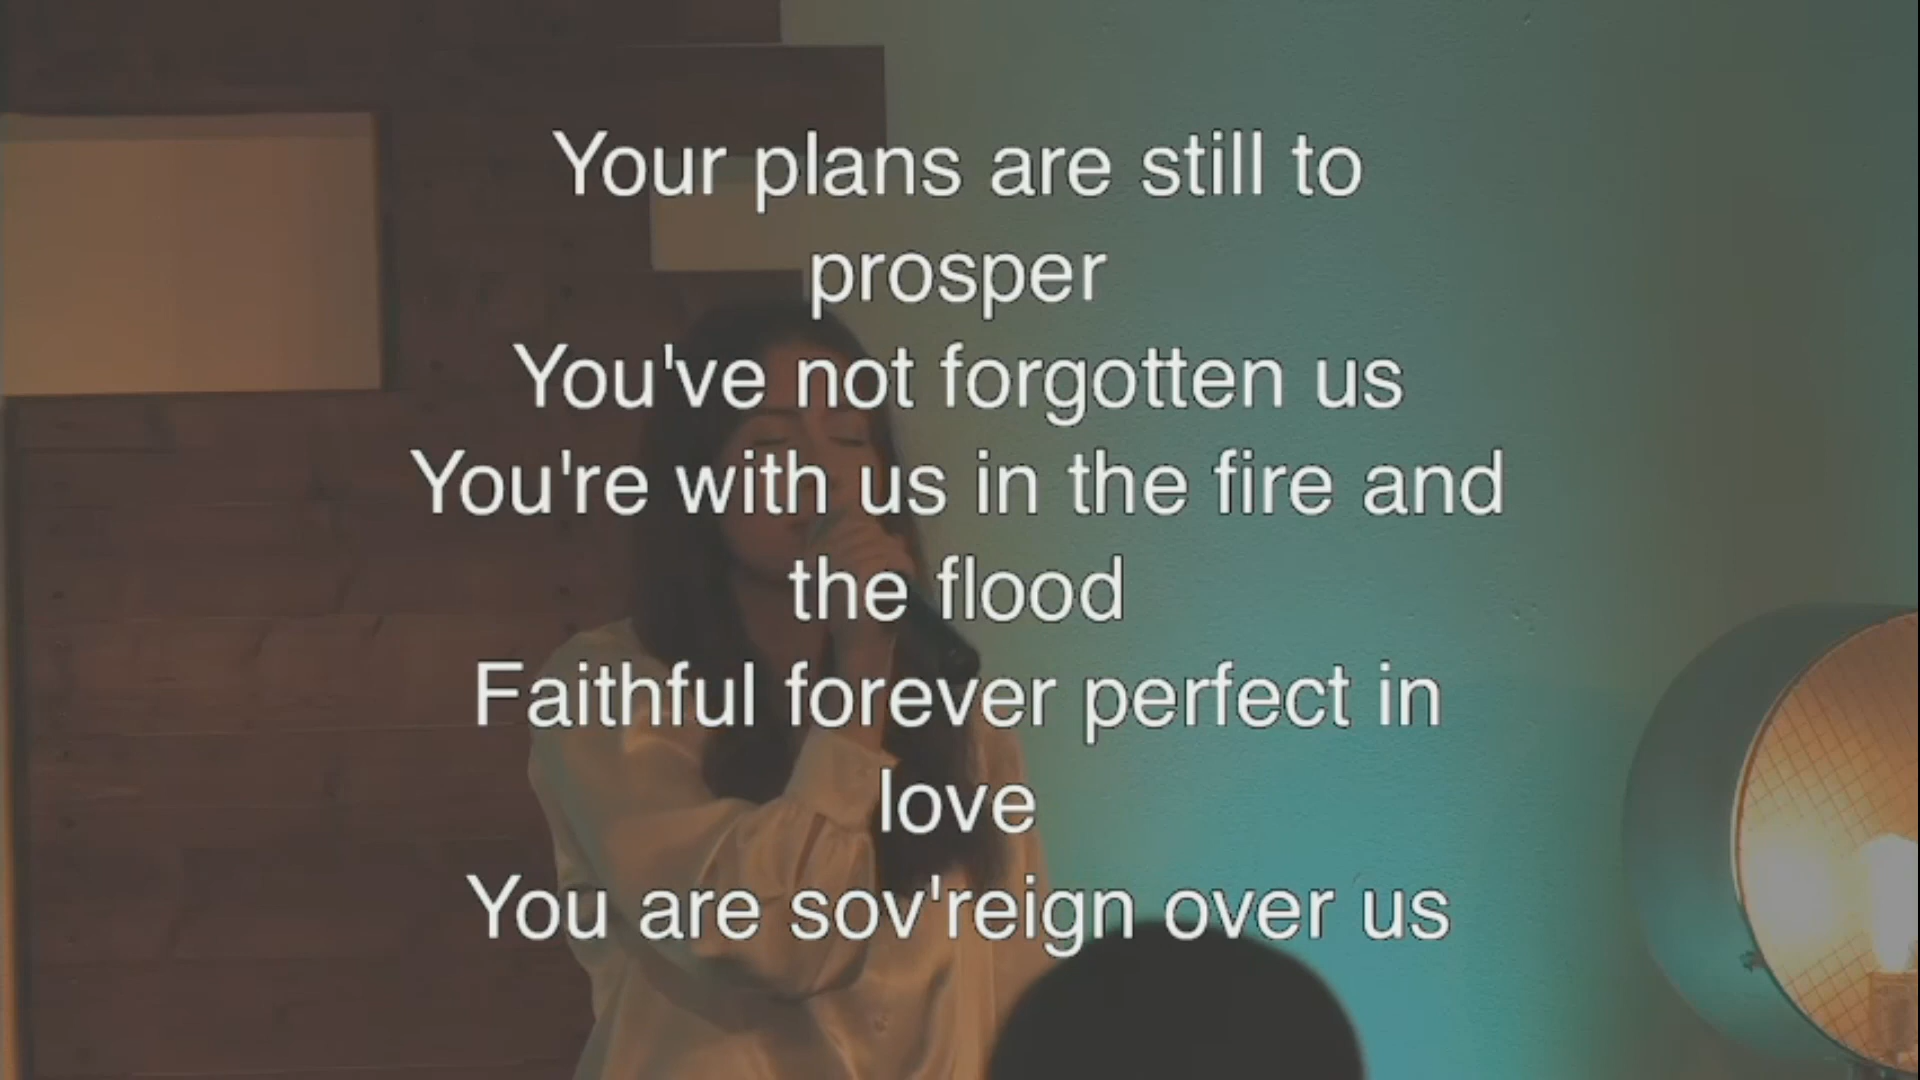 Your plans are still to
prosper
You've not forgotten us
You're with us in the fire and
the flood
Faithful forever perfect in
love
You are sov'reign over us